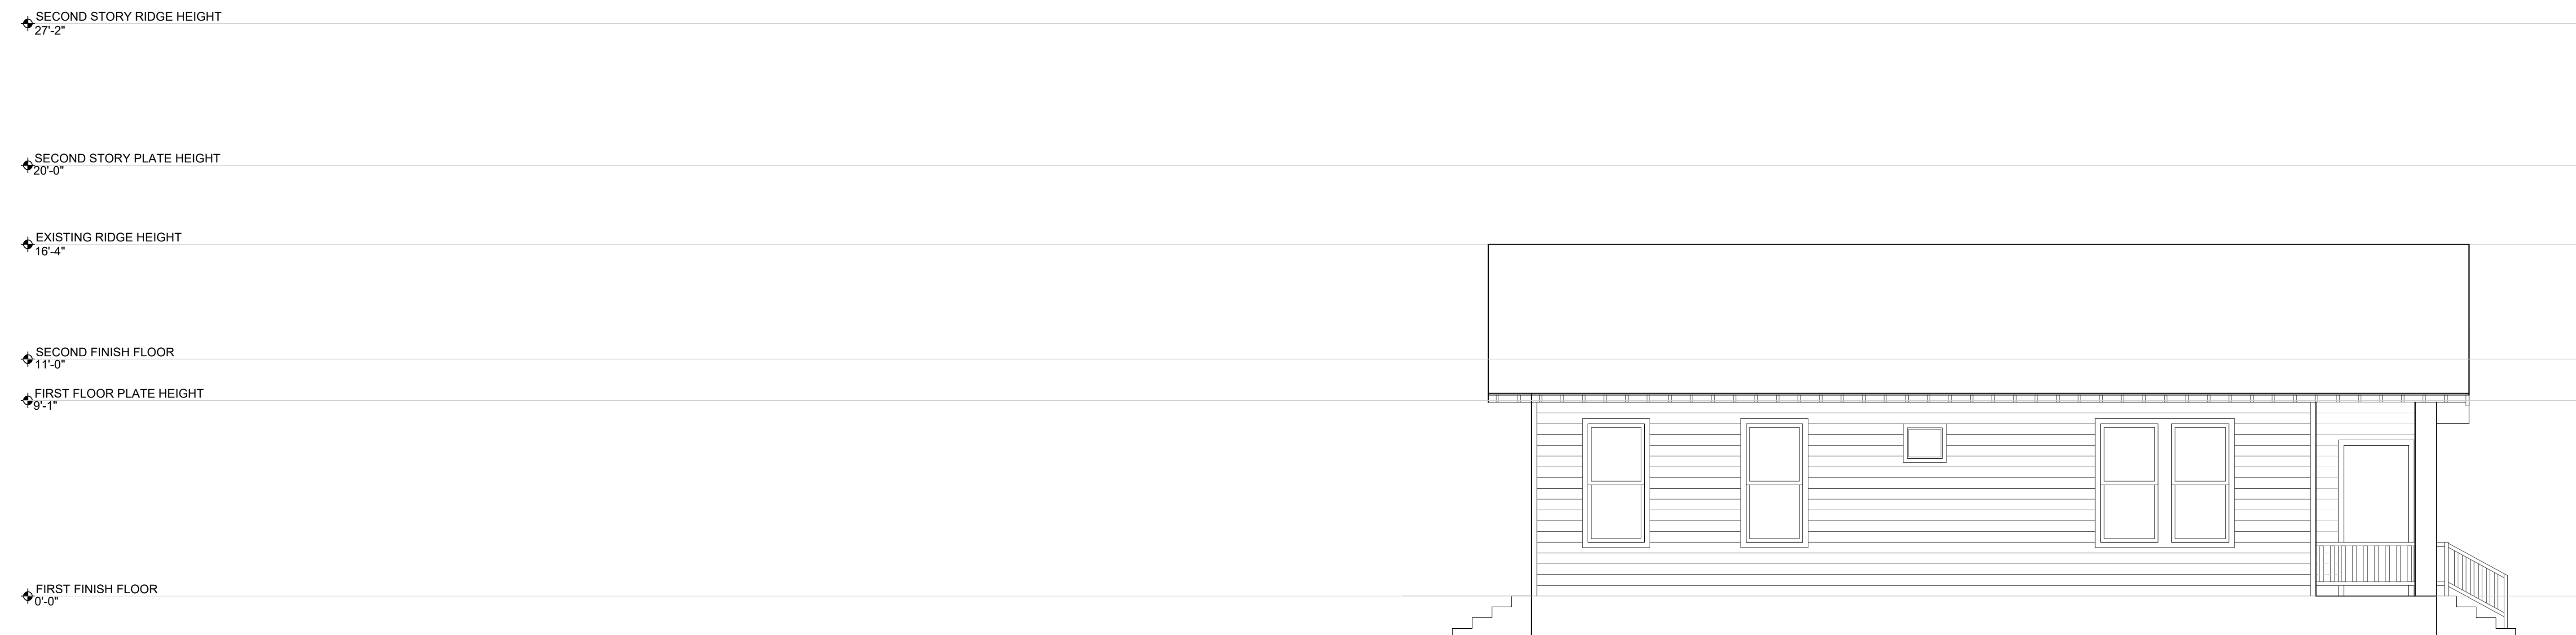 SECOND STORY RIDGE HEIGHT
27'-2"
SECOND STORY PLATE HEIGHT
20'-0"
EXISTING RIDGE HEIGHT
16'-4"
SECOND FINISH FLOOR
11'-0"
FIRST FLOOR PLATE HEIGHT
9'-1"
FIRST FINISH FLOOR
0'-0"